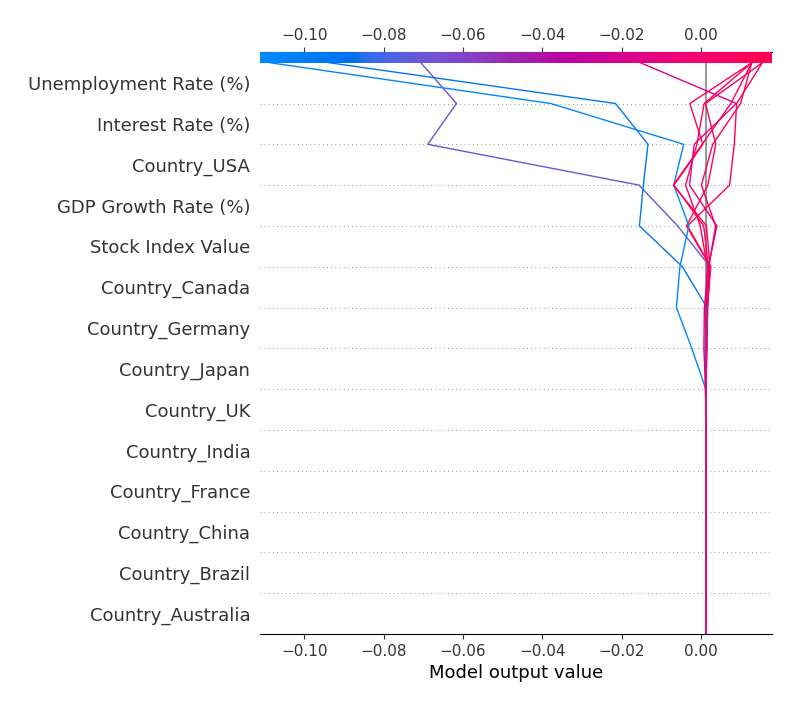 −0.10 −0.08 −0.06 −0.04 −0.02 0.00
Unemployment Rate (%)
Interest Rate (%)
Country_USA
GDP Growth Rate (%)
Stock Index Value
Country_Canada
Country_Germany
Country_Japan
Country_UK
Country_India
Country_France
Country_China
Country_Brazil
Country_Australia
−0.10 −0.08 −0.06 −0.04 −0.02 0.00
Model output value